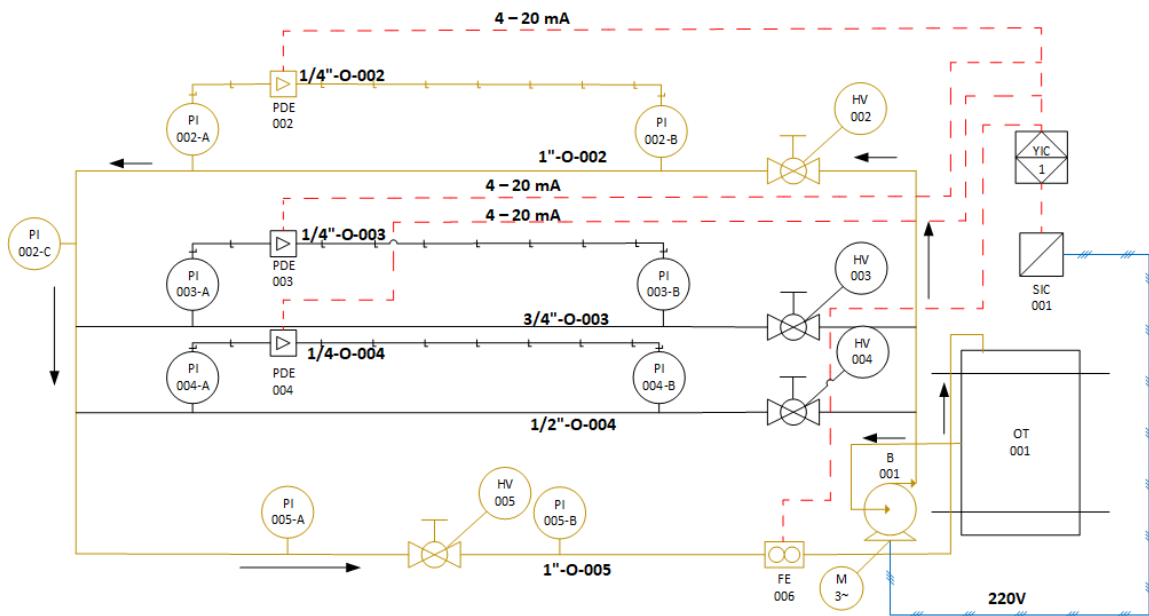 4 – 20 mA
1/4"-O-002
PDE
002
PI
002-A
PI
002-B
HV
002
1"-O-002
YIC
1
4 – 20 mA
4 – 20 mA
PI
002-C
1/4"-O-003
PDE
003
PI
003-A
PI
003-B
HV
003
SIC
001
3/4"-O-003
1/4-O-004
PDE
004
PI
004-A
PI
004-B
HV
004
1/2"-O-004
OT
001
B
001
PI
005-A
HV
005
PI
005-B
1"-O-005
FE
006
M
3~
220V